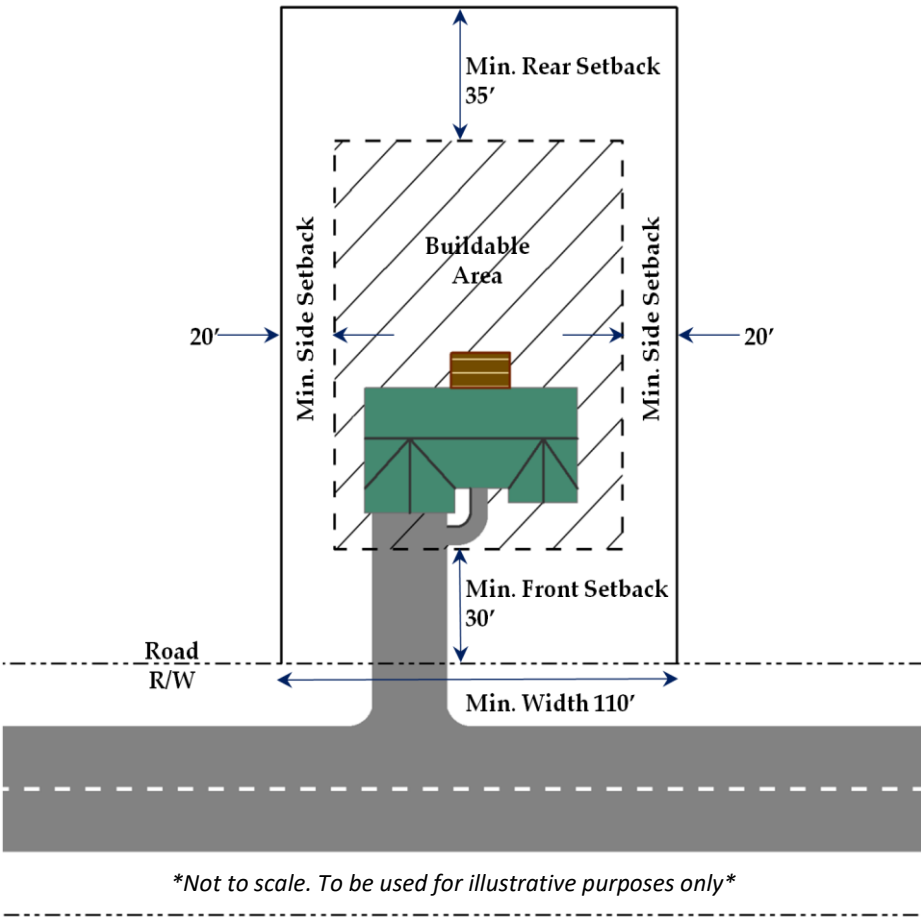 Min. Rear Setback
35′
Buildable
Area
Min. Side Setback
Min. Side Setback
20′
20′
Min. Front Setback
30′
Road
R/W
Min. Width 110′
*Not to scale. To be used for illustrative purposes only*